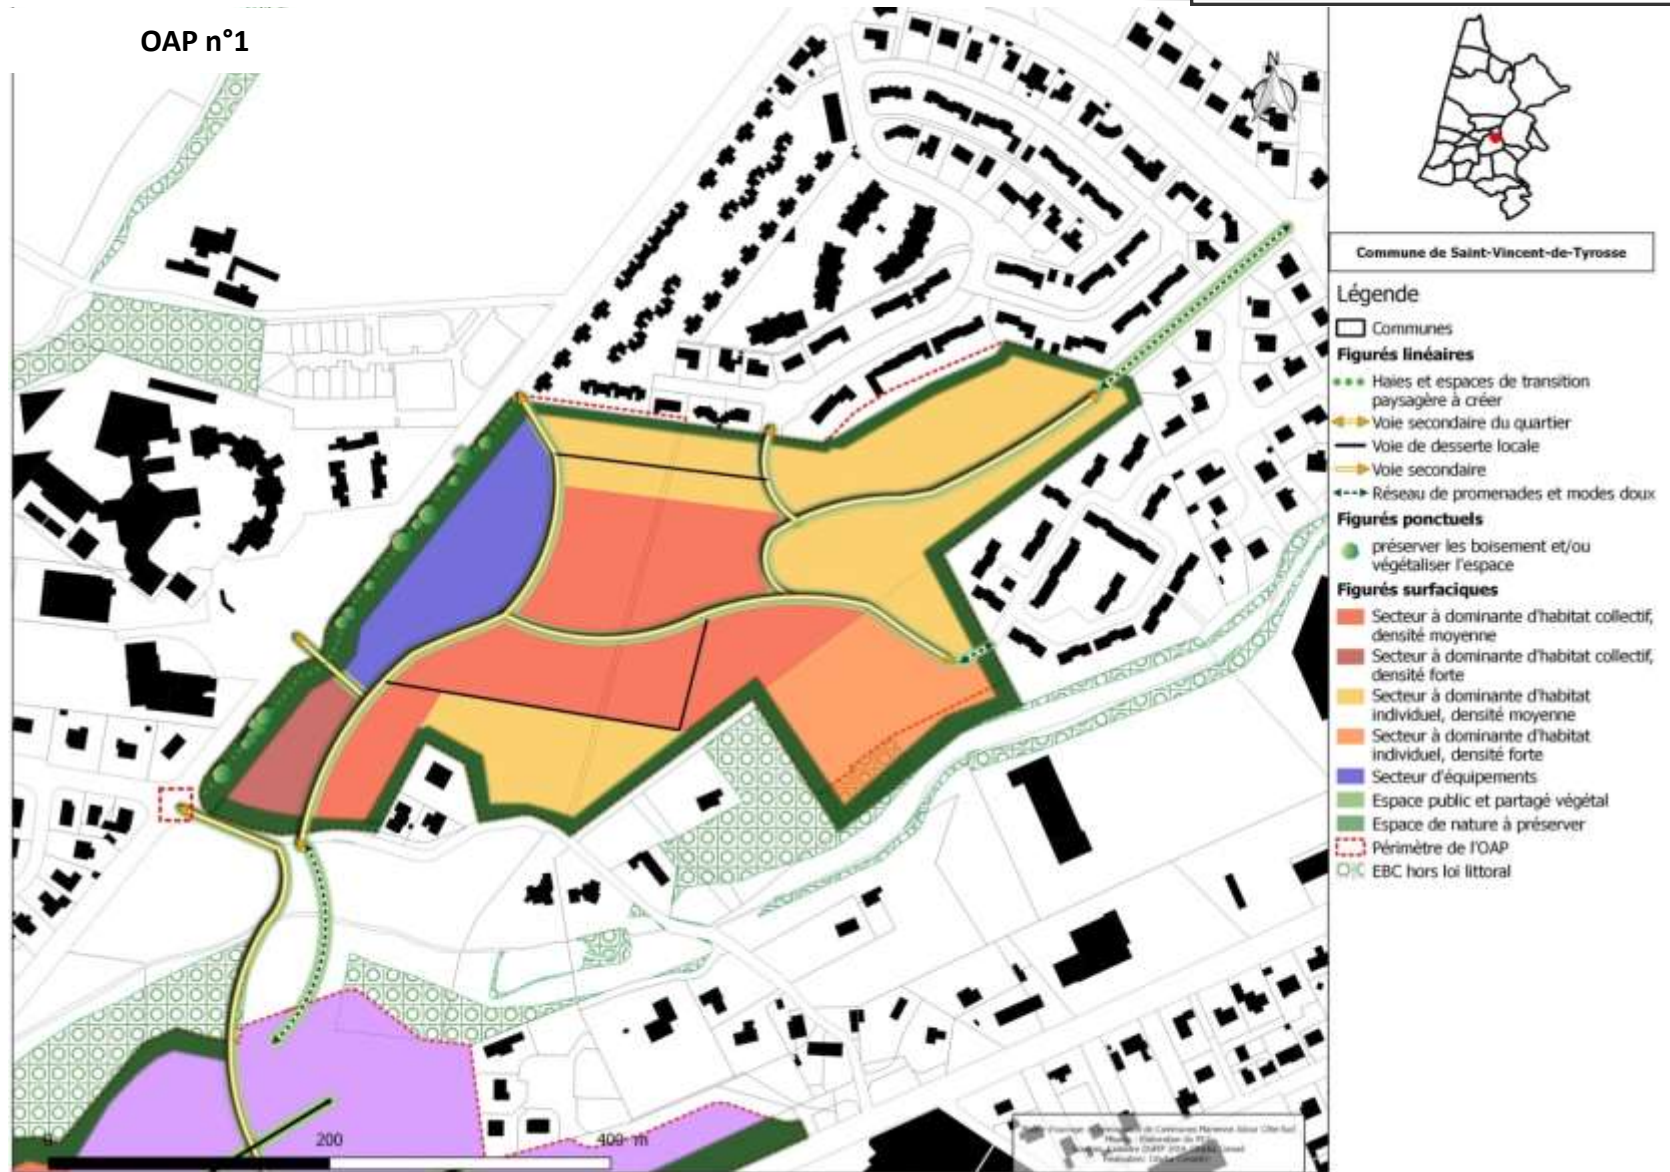 OAP n°1
N
Commune de Saint-Vincent-de-Tyrosse
Légende
Communes
Figurés linéaires
Haies et espaces de transition
paysagère à créer
Voie secondaire du quartier
Voie de desserte locale
Voie secondaire
Réseau de promenades et modes doux
Figurés ponctuels
préserver les boisement et/ou
végétaliser l'espace
Figurés surfaciques
Secteur à dominante d'habitat collectif,
densité moyenne
Secteur à dominante d'habitat collectif,
densité forte
Secteur à dominante d'habitat
individuel, densité moyenne
Secteur à dominante d'habitat
individuel, densité forte
Secteur d'équipements
Espace public et partagé végétal
Espace de nature à préserver
Périmètre de l'OAP
EBC hors loi littoral
0 200 400 m